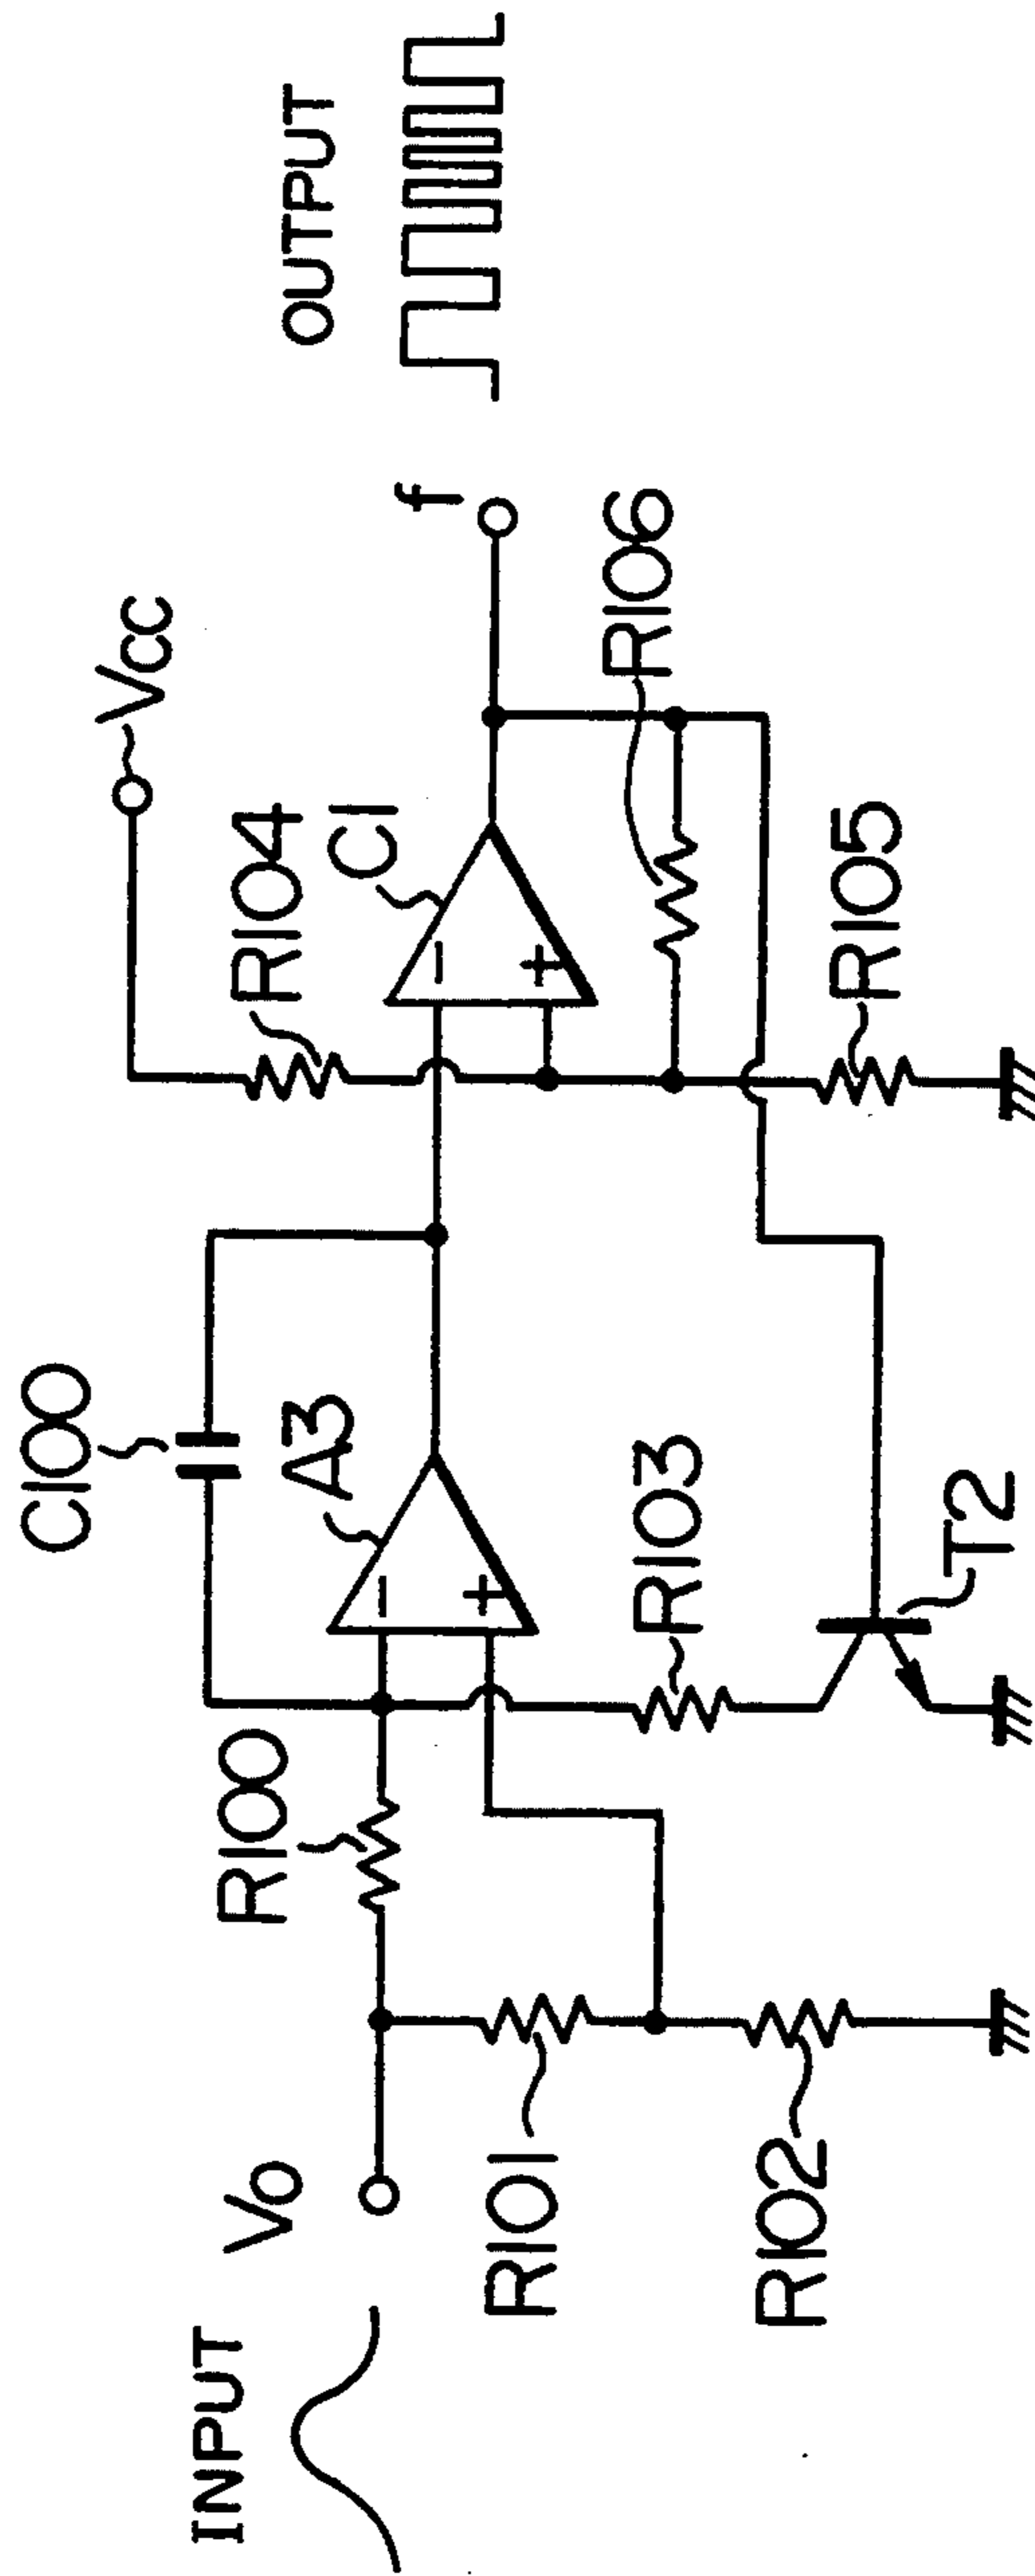 INPUT
Vo
R101
R102
R100
C100
A3
−
+
R103
T2
Vcc
R104
C1
−
+
R105
R106
f
OUTPUT